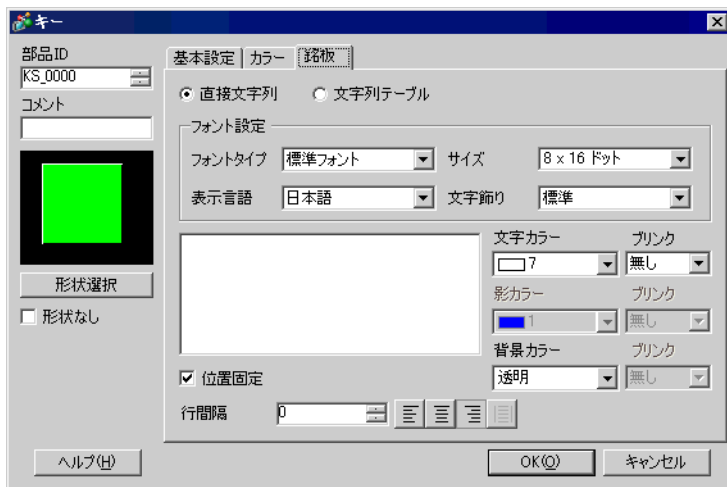 キー
部品ID
KS_0000
コメント
形状選択
形状なし
基本設定 カラー 銘板
直接文字列 文字列テーブル
フォント設定
フォントタイプ 標準フォント サイズ 8 x 16 ドット
表示言語 日本語 文字飾り 標準
文字カラー ブリンク
7 無し
影カラー ブリンク
1 無し
背景カラー ブリンク
透明 無し
位置固定
行間隔 0
ヘルプ(H) OK(O) キャンセル